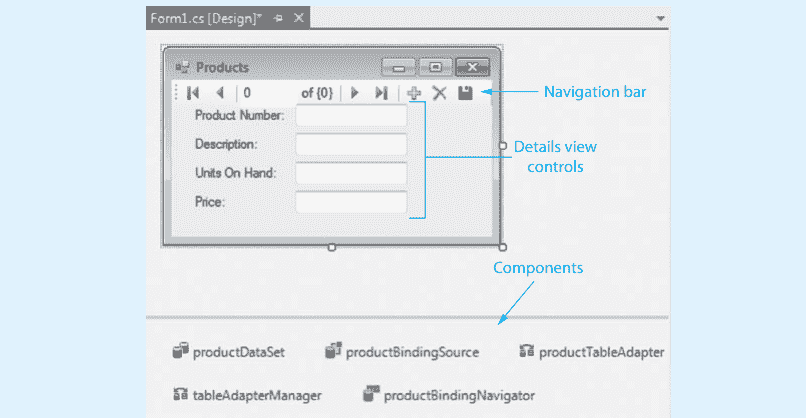 Form1.cs [Design]*
Products
0 of {0}
Navigation bar
Product Number:
Description:
Details view
controls
Units On Hand:
Price:
Components
productDataSet productBindingSource productTableAdapter
tableAdapterManager productBindingNavigator